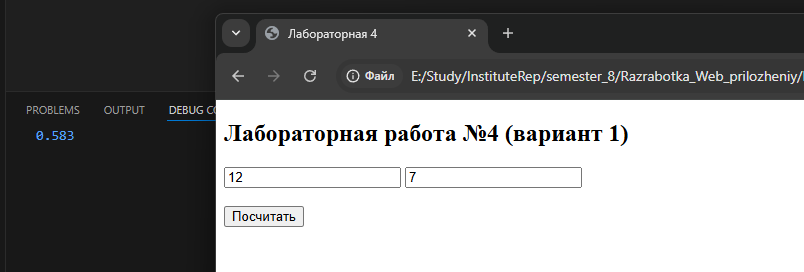 Лабораторная 4
Файл E:/Study/InstituteRep/semester_8/Razrabotka_Web_prilozheniy/
PROBLEMS OUTPUT DEBUG CO
0.583
Лабораторная работа №4 (вариант 1)
12 7
Посчитать